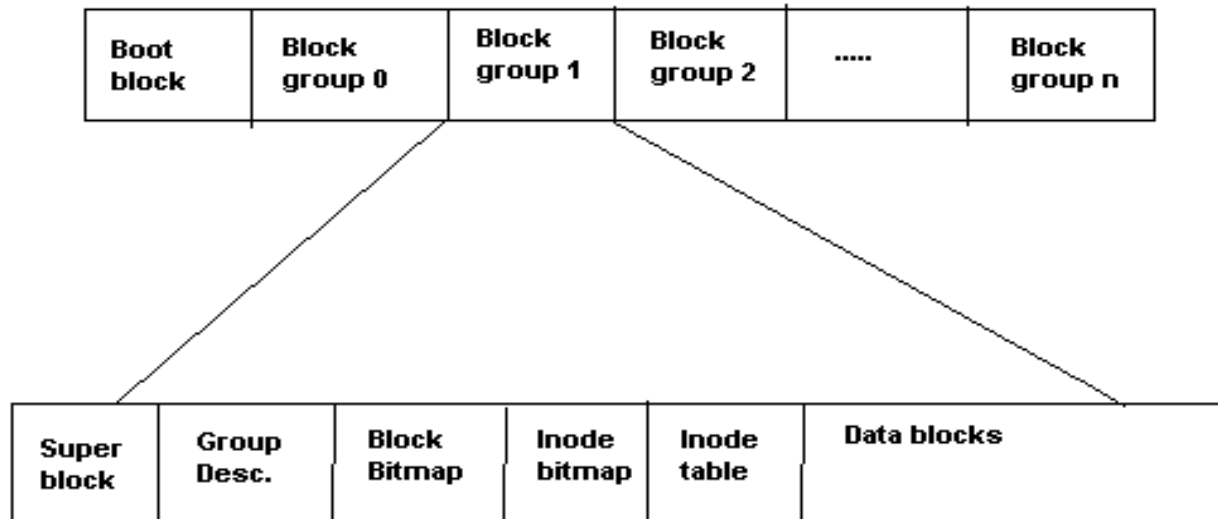 Boot
block
Block
group 0
Block
group 1
Block
group 2
.....
Block
group n
Super
block
Group
Desc.
Block
Bitmap
Inode
bitmap
Inode
table
Data blocks